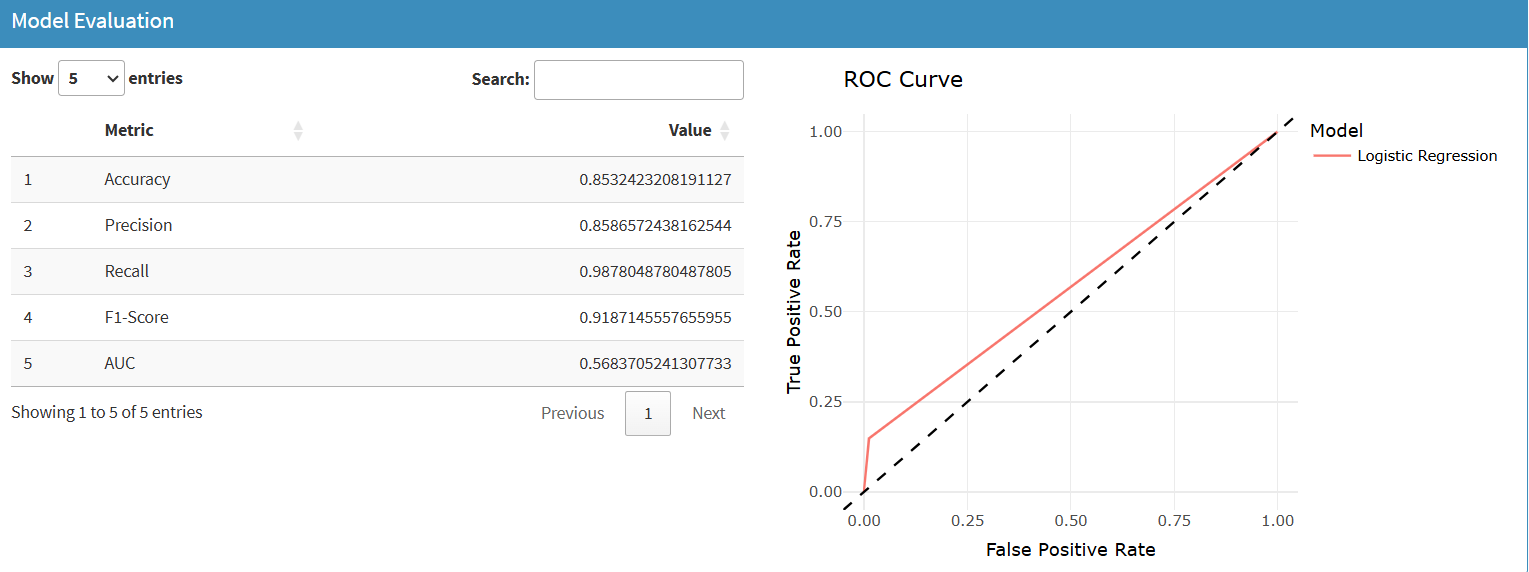 Model Evaluation
Show 5 entries
Search:
Metric Value
1 Accuracy 0.8532423208191127
2 Precision 0.8586572438162544
3 Recall 0.9878048780487805
4 F1-Score 0.9187145557655955
5 AUC 0.5683705241307733
Showing 1 to 5 of 5 entries
Previous 1 Next
ROC Curve
True Positive Rate
1.00
0.75
0.50
0.25
0.00
0.00 0.25 0.50 0.75 1.00
False Positive Rate
Model
Logistic Regression